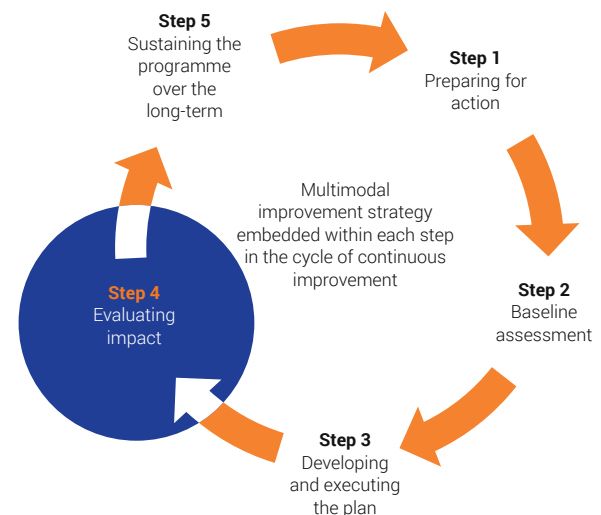 Step 5
Sustaining the
programme
over the
long-term
Step 1
Preparing for
action
Multimodal
improvement strategy
embedded within each step
in the cycle of continuous
improvement
Step 2
Baseline
assessment
Step 4
Evaluating
impact
Step 3
Developing
and executing
the plan